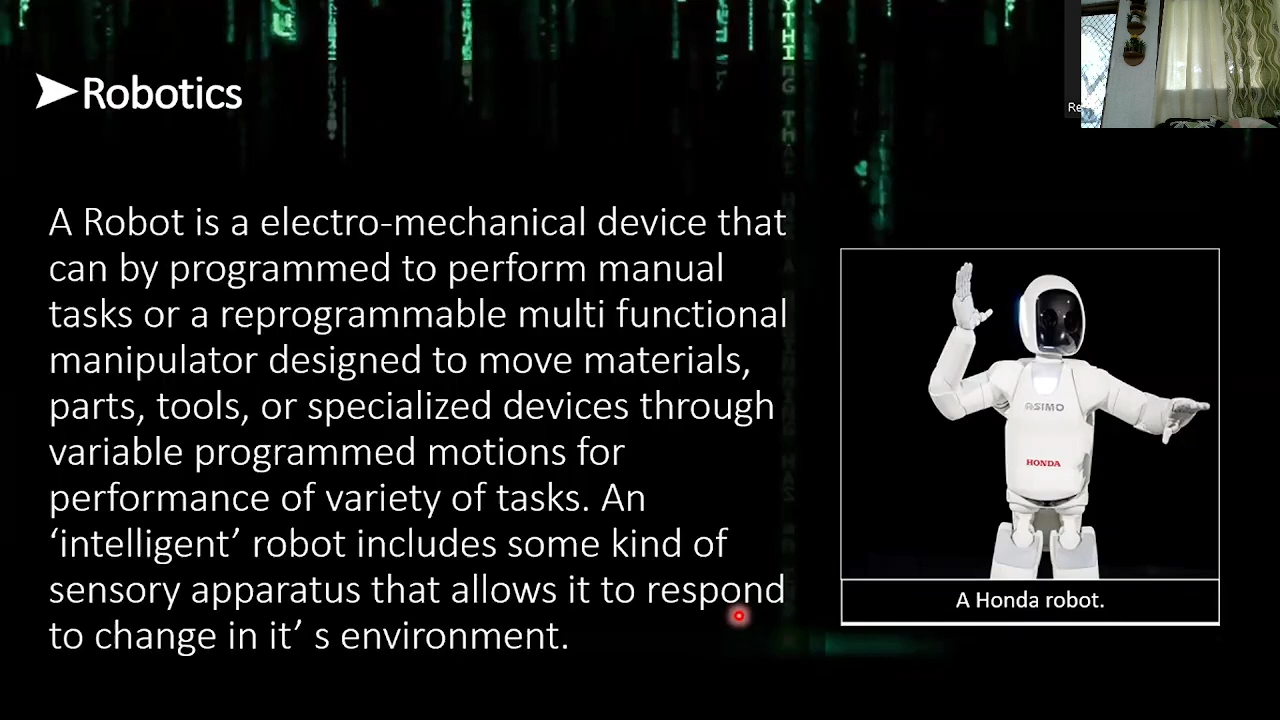 Robotics
A Robot is a electro-mechanical device that
can by programmed to perform manual
tasks or a reprogrammable multi functional
manipulator designed to move materials,
parts, tools, or specialized devices through
variable programmed motions for
performance of variety of tasks. An
‘intelligent’ robot includes some kind of
sensory apparatus that allows it to respond
to change in it’ s environment.
ASIMO
HONDA
A Honda robot.
Re